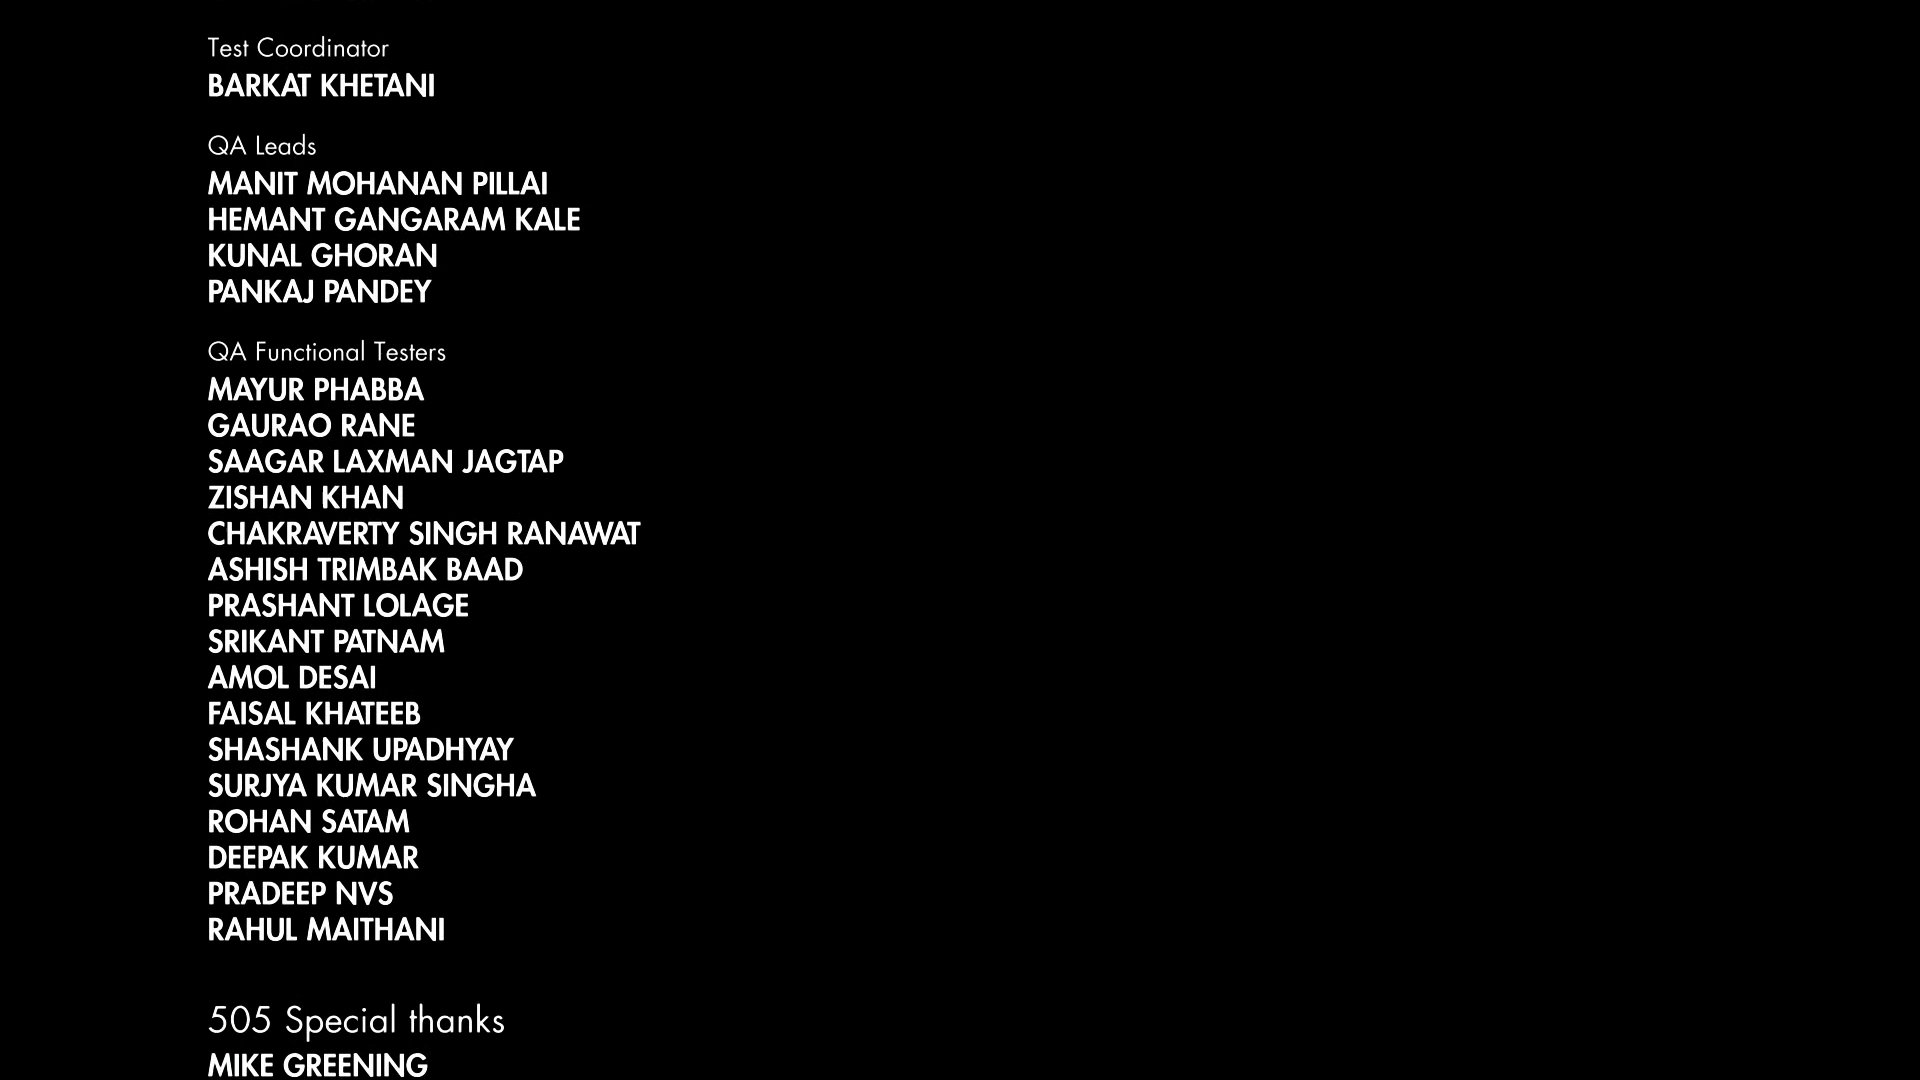 Test Coordinator
BARKAT KHETANI
QA Leads
MANIT MOHANAN PILLAI
HEMANT GANGARAM KALE
KUNAL GHORAN
PANKAJ PANDEY
QA Functional Testers
MAYUR PHABBA
GAURAO RANE
SAAGAR LAXMAN JAGTAP
ZISHAN KHAN
CHAKRAVERTY SINGH RANAWAT
ASHISH TRIMBAK BAAD
PRASHANT LOLAGE
SRIKANT PATNAM
AMOL DESAI
FAISAL KHATEEB
SHASHANK UPADHYAY
SURJYA KUMAR SINGHA
ROHAN SATAM
DEEPAK KUMAR
PRADEEP NVS
RAHUL MAITHANI
505 Special thanks
MIKE GREENING